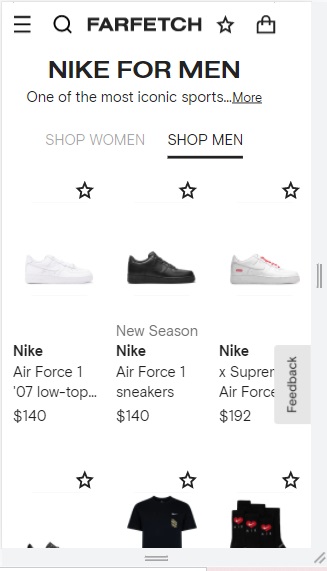 FARFETCH
NIKE FOR MEN
One of the most iconic sports...More
SHOP WOMEN SHOP MEN
Nike
Air Force 1
'07 low-top...
$140
New Season
Nike
Air Force 1
sneakers
$140
Nike
x Suprer
Air Force
$192
Feedback